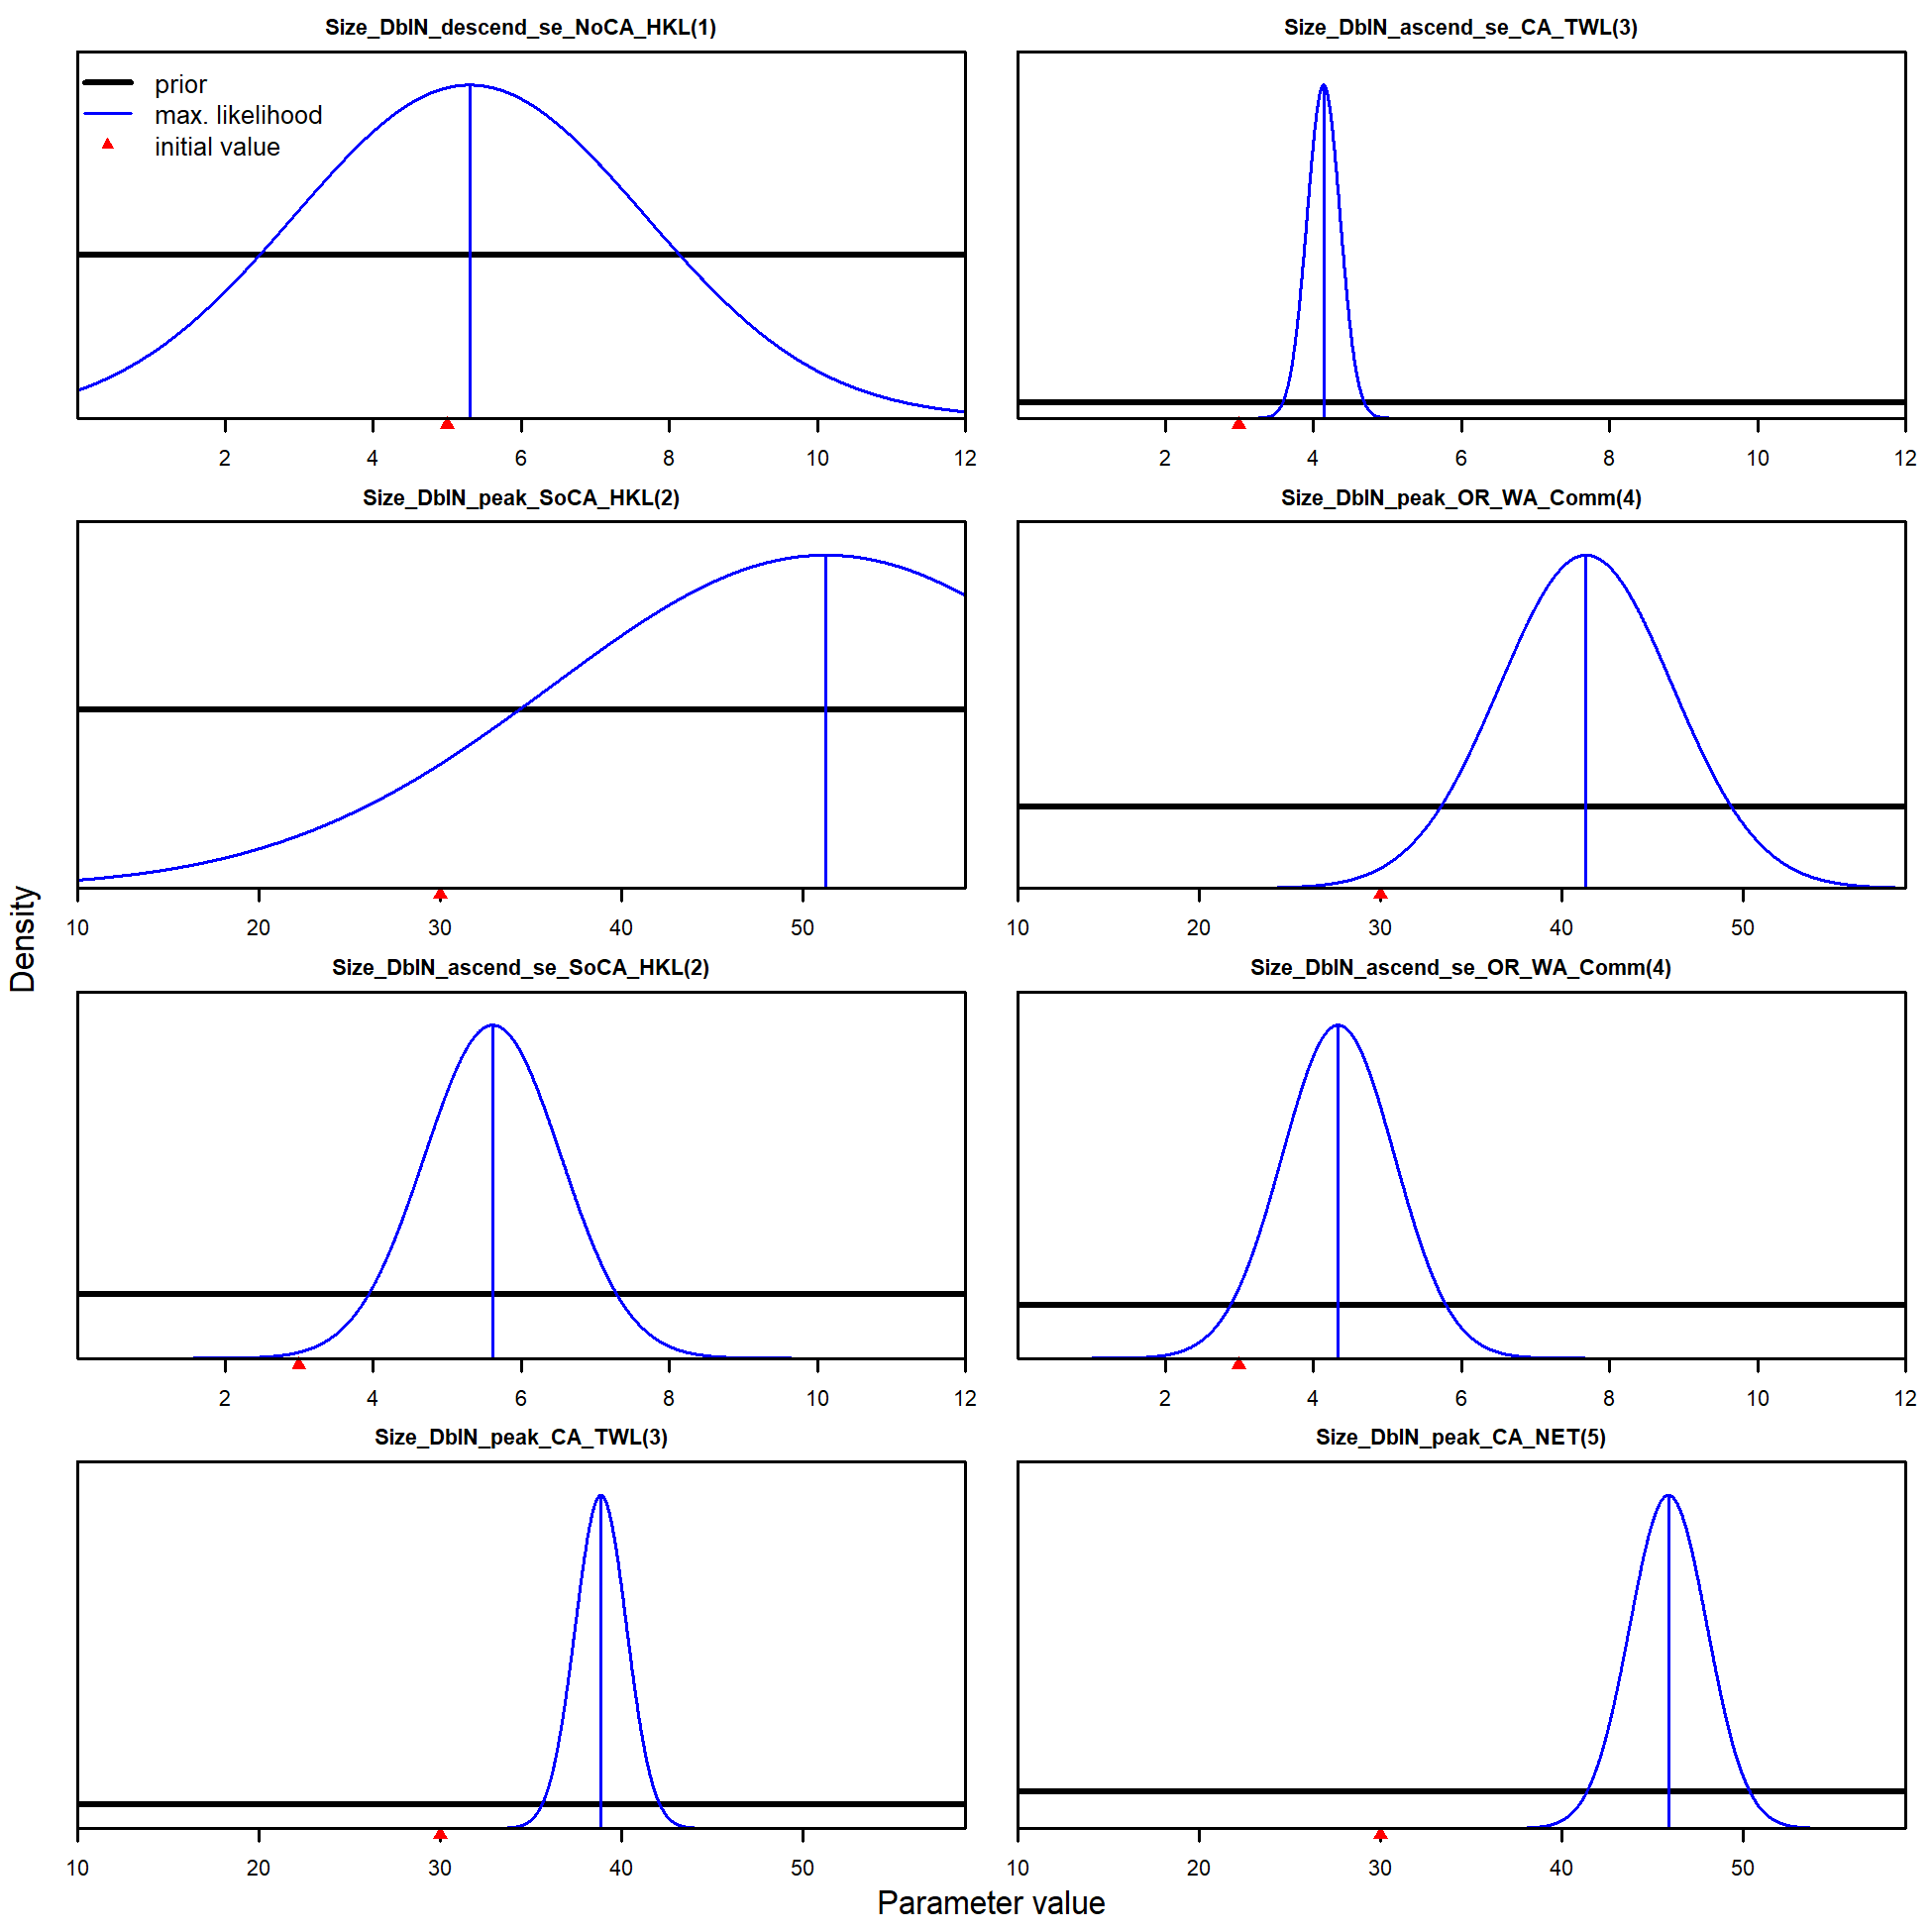 Size_DblN_descend_se_NoCA_HKL(1)
prior
max. likelihood
initial value
2 4 6 8 10 12
Size_DblN_ascend_se_CA_TWL(3)
2 4 6 8 10 12
Size_DblN_peak_SoCA_HKL(2)
10 20 30 40 50
Size_DblN_peak_OR_WA_Comm(4)
10 20 30 40 50
Size_DblN_ascend_se_SoCA_HKL(2)
2 4 6 8 10 12
Size_DblN_ascend_se_OR_WA_Comm(4)
2 4 6 8 10 12
Size_DblN_peak_CA_TWL(3)
10 20 30 40 50
Size_DblN_peak_CA_NET(5)
10 20 30 40 50
Density
Parameter value